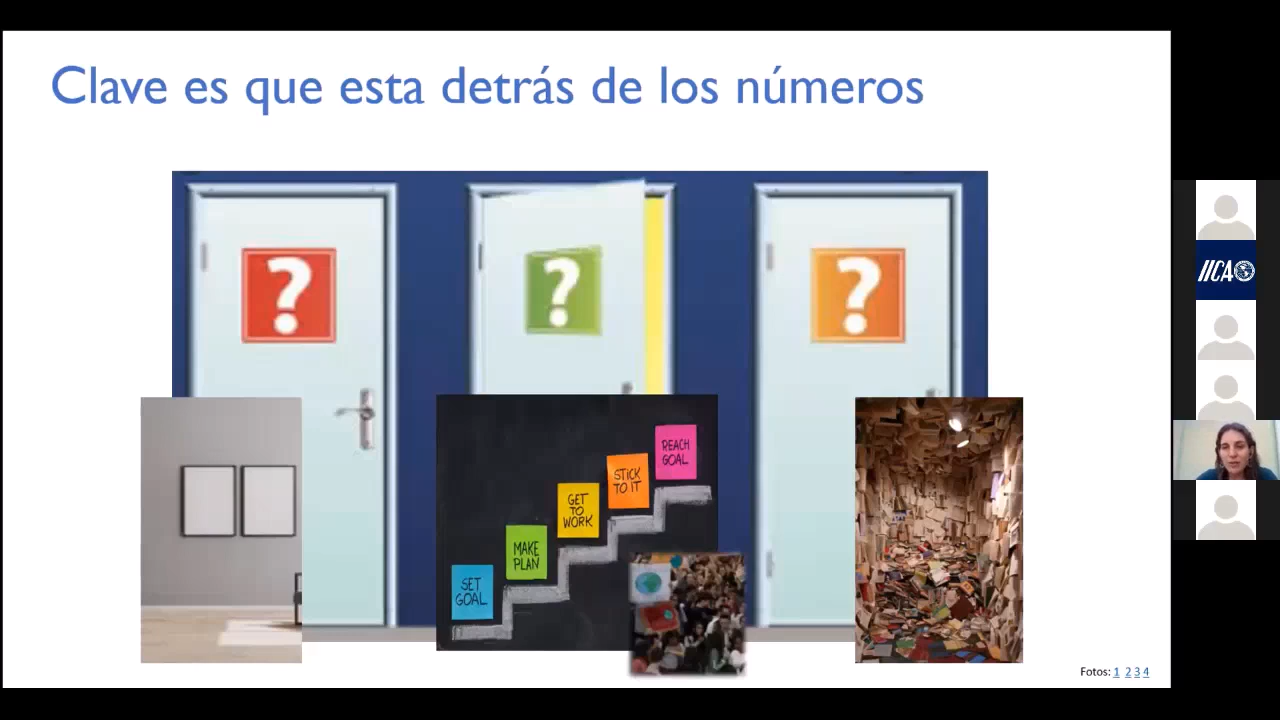 Clave es que esta detrás de los números
?
?
?
SET
GOAL
MAKE
PLAN
GET
TO
WORK
STICK
TO IT
REACH
GOAL
Fotos: 1 2 3 4
IICA